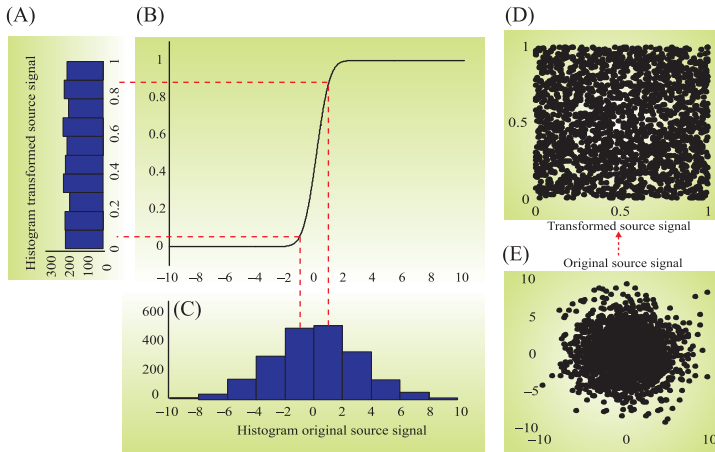 (A)
Histogram transformed source signal
0 0.2 0.4 0.6 0.8 1
300 200 100 0
(B)
1
0.8
0.6
0.4
0.2
0
−10 −8 −6 −4 −2 0 2 4 6 8 10
(C)
600
400
200
0
−10 −8 −6 −4 −2 0 2 4 6 8 10
Histogram original source signal
(D)
1
0.5
0
0 0.5 1
Transformed source signal
Original source signal
(E)
10
5
0
−5
−10
−10 0 10